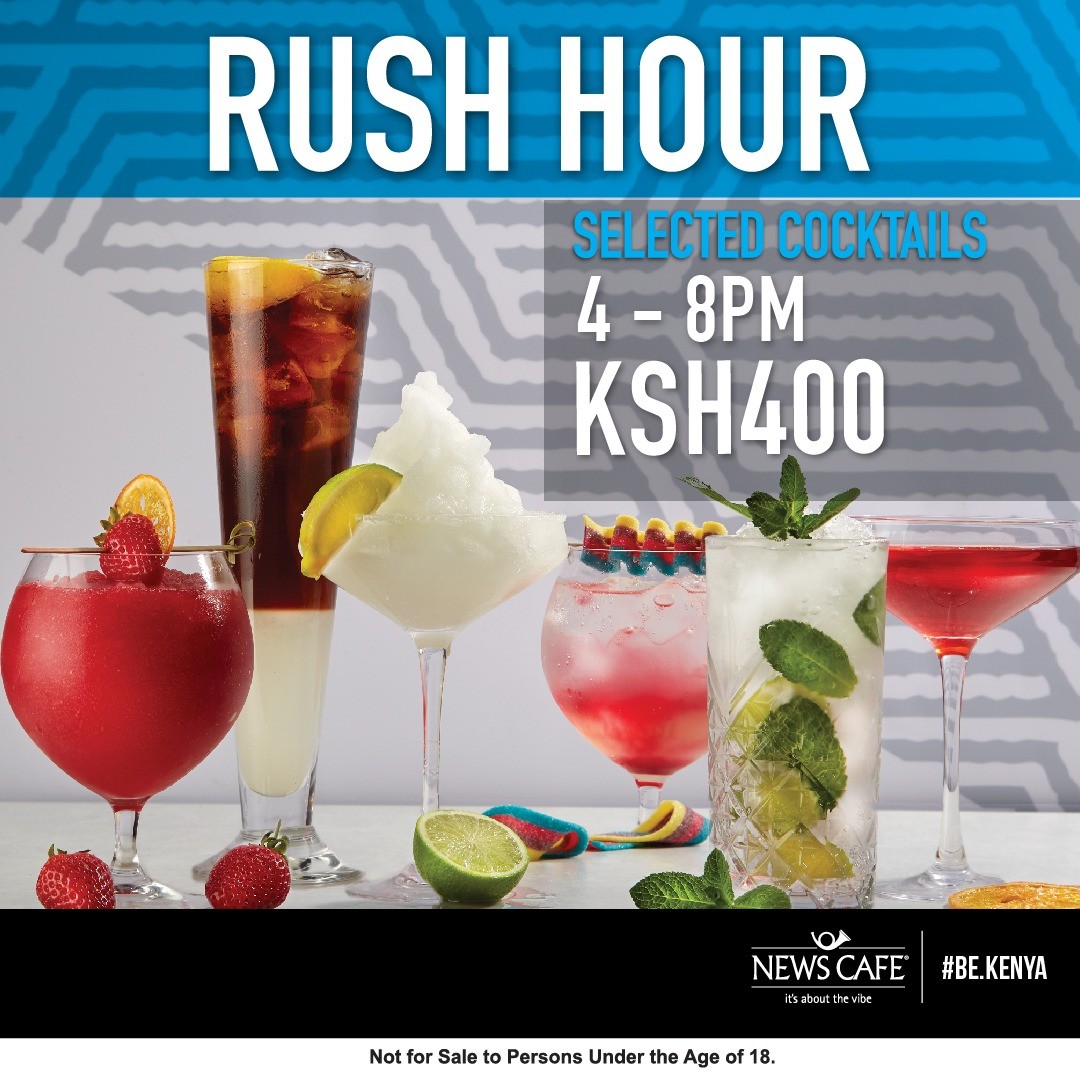 RUSH HOUR
SELECTED COCKTAILS
4 - 8PM
KSH400
NEWS CAFE®
it's about the vibe
#BE.KENYA
Not for Sale to Persons Under the Age of 18.